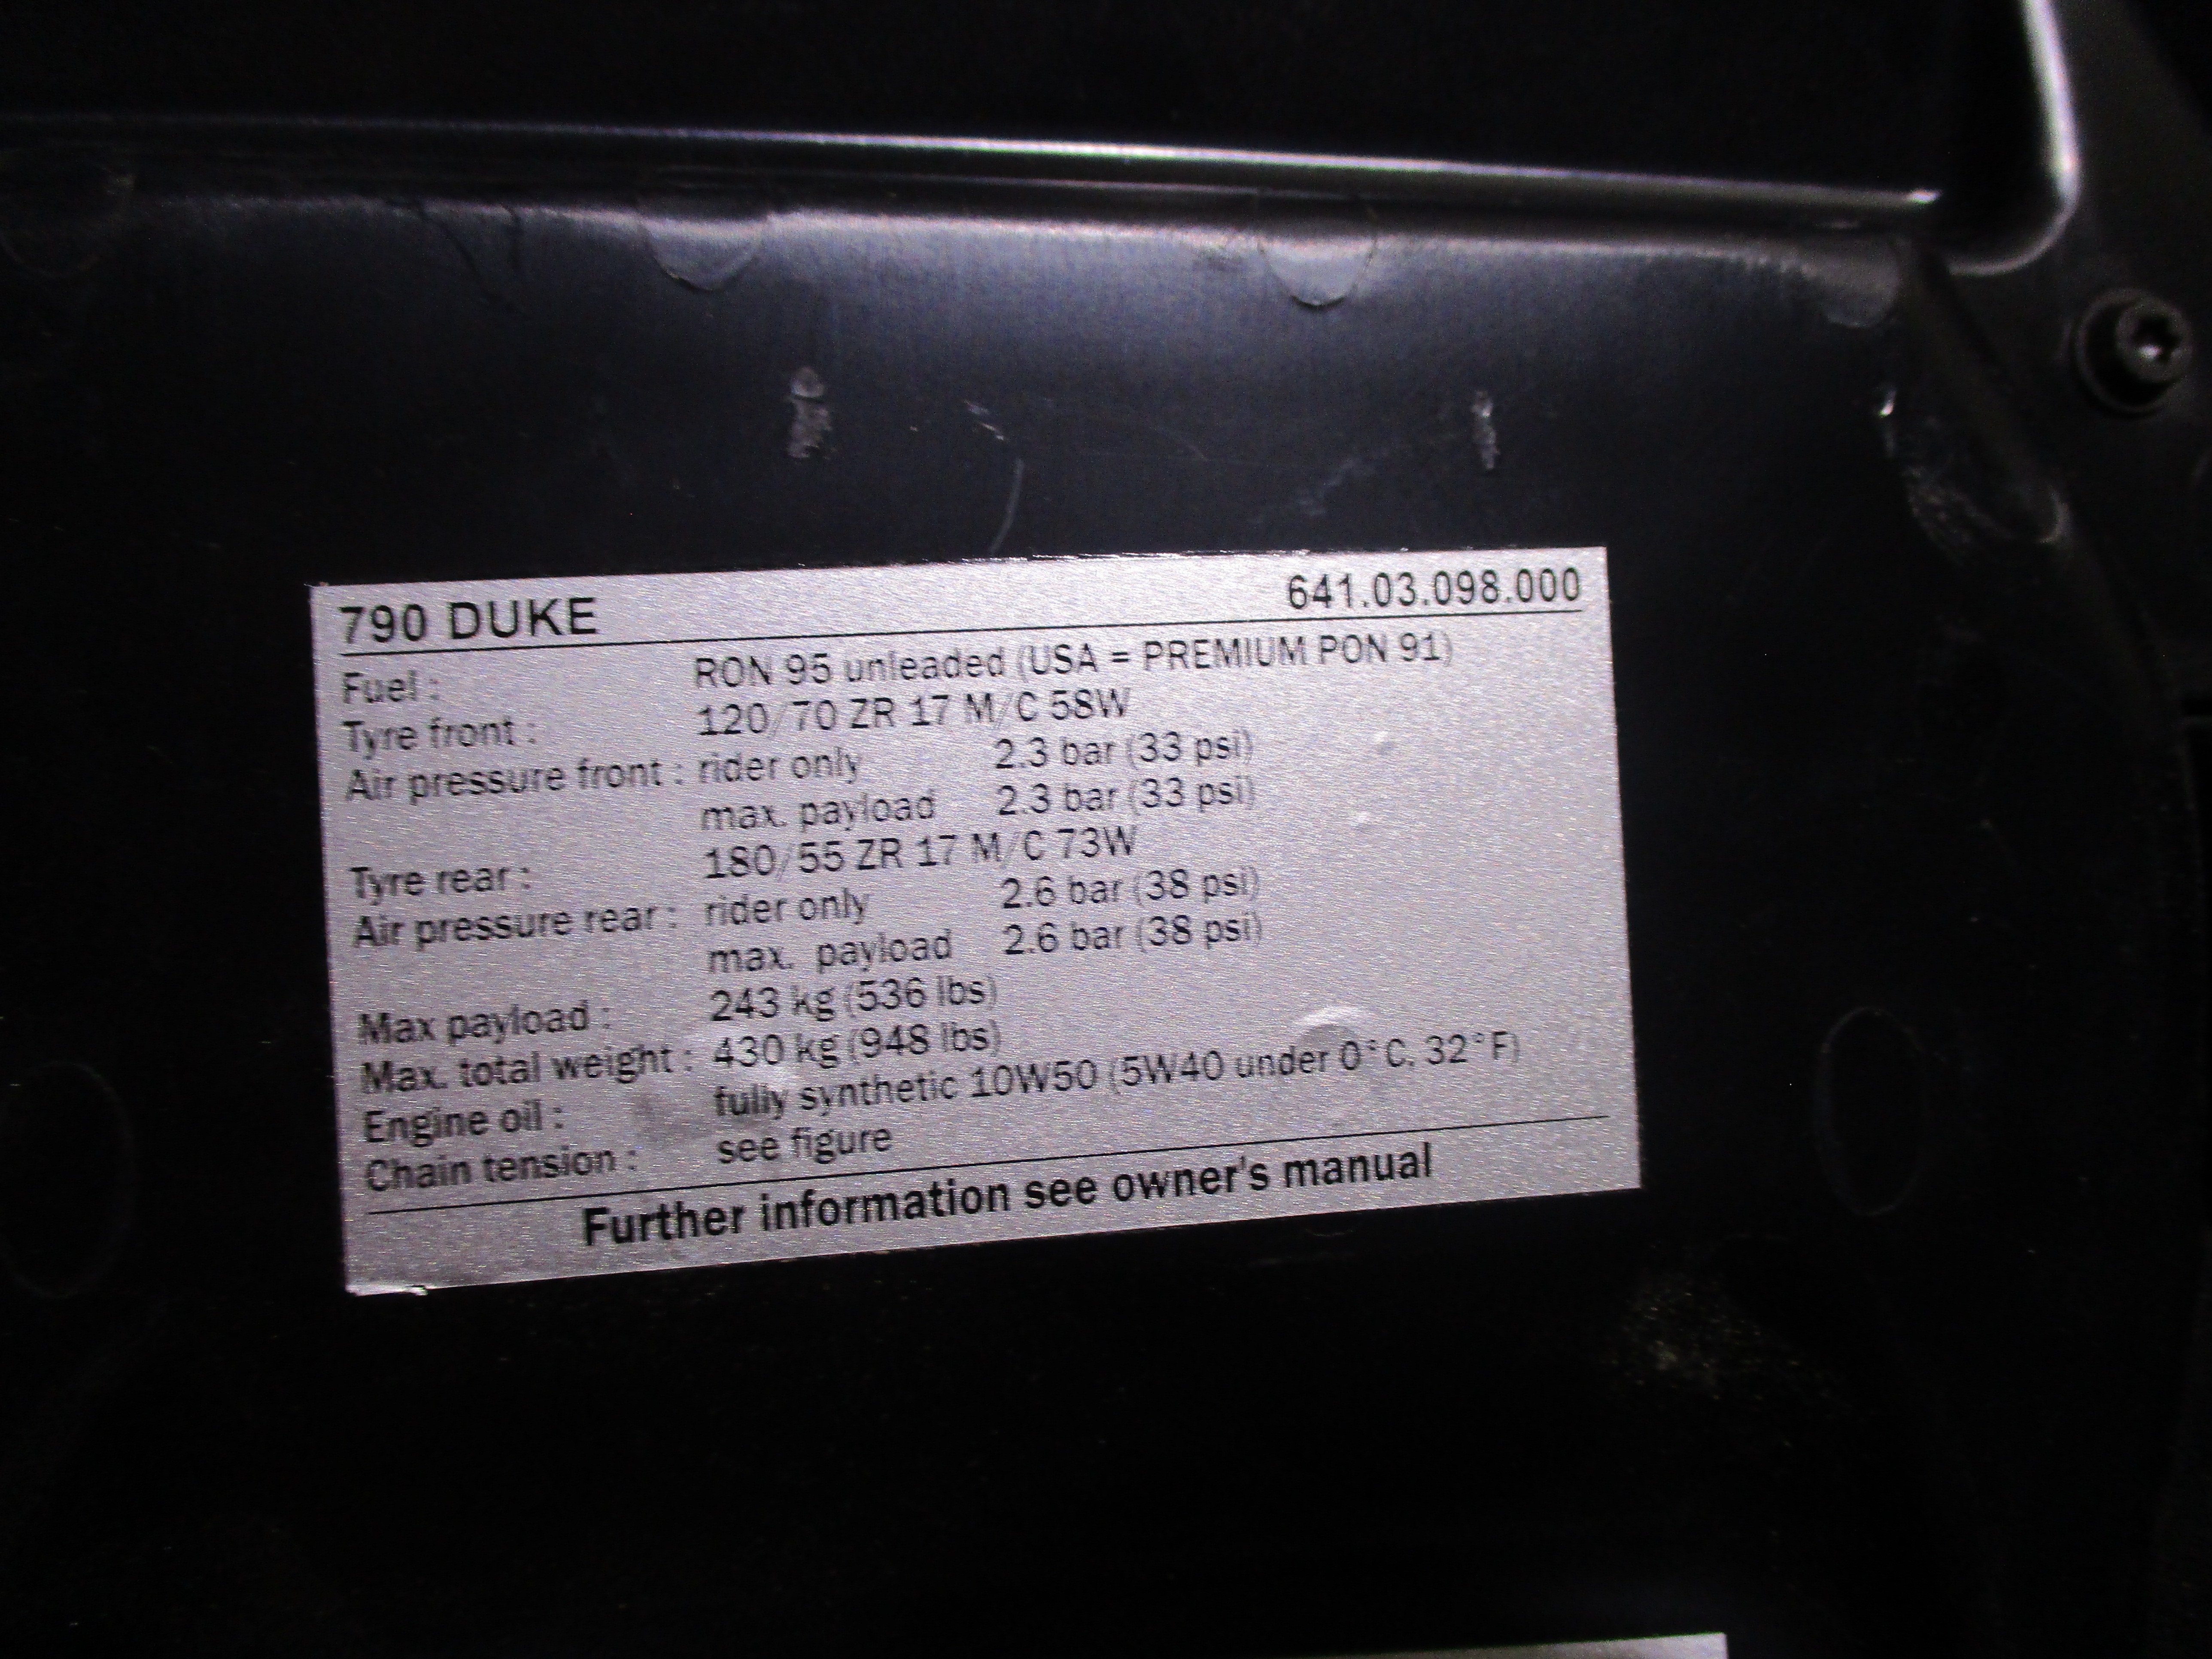 790 DUKE 641.03.098.000
Fuel : RON 95 unleaded (USA = PREMIUM PON 91)
Tyre front : 120/70 ZR 17 M/C 58W
Air pressure front : rider only 2.3 bar (33 psi)
max. payload 2.3 bar (33 psi)
Tyre rear : 180/55 ZR 17 M/C 73W
Air pressure rear : rider only 2.6 bar (38 psi)
max. payload 2.6 bar (38 psi)
Max payload : 243 kg (536 lbs)
Max. total weight : 430 kg (948 lbs)
Engine oil : fully synthetic 10W50 (5W40 under 0°C, 32°F)
Chain tension : see figure
Further information see owner's manual